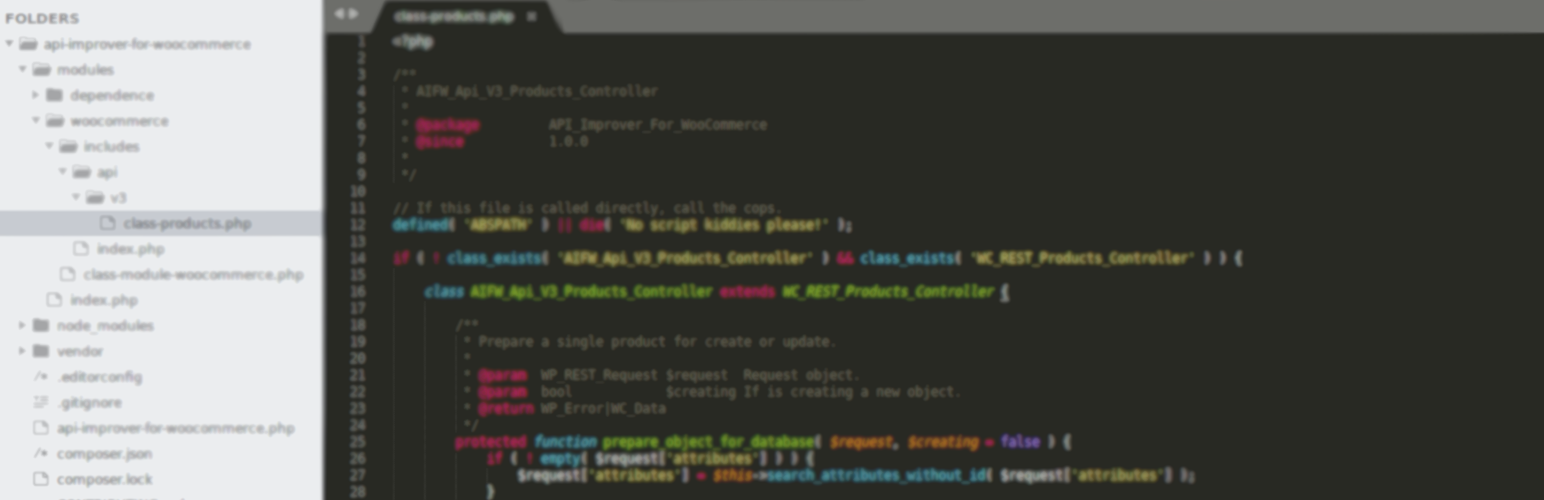 FOLDERS
api-improver-for-woocommerce
modules
dependence
woocommerce
includes
api
v3
class-products.php
index.php
class-module-woocommerce.php
index.php
node_modules
vendor
.editorconfig
.gitignore
api-improver-for-woocommerce.php
composer.json
composer.lock
class-products.php
1 <?php
2
3 /**
4 * AIFW_Api_V3_Products_Controller
5 *
6 * @package API_Improver_For_WooCommerce
7 * @since 1.0.0
8 *
9 */
10
11 // If this file is called directly, call the cops.
12 defined( 'ABSPATH' ) || die( 'No script kiddies please!' );
13
14 if ( ! class_exists( 'AIFW_Api_V3_Products_Controller' ) && class_exists( 'WC_REST_Products_Controller' ) ) {
15
16 class AIFW_Api_V3_Products_Controller extends WC_REST_Products_Controller {
17
18 /**
19 * Prepare a single product for create or update.
20 *
21 * @param WP_REST_Request $request Request object.
22 * @param bool $creating If is creating a new object.
23 * @return WP_Error|WC_Data
24 */
25 protected function prepare_object_for_database( $request, $creating = false ) {
26 if ( ! empty( $request['attributes'] ) ) {
27 $request['attributes'] = $this->search_attributes_without_id( $request['attributes'] );
28 }